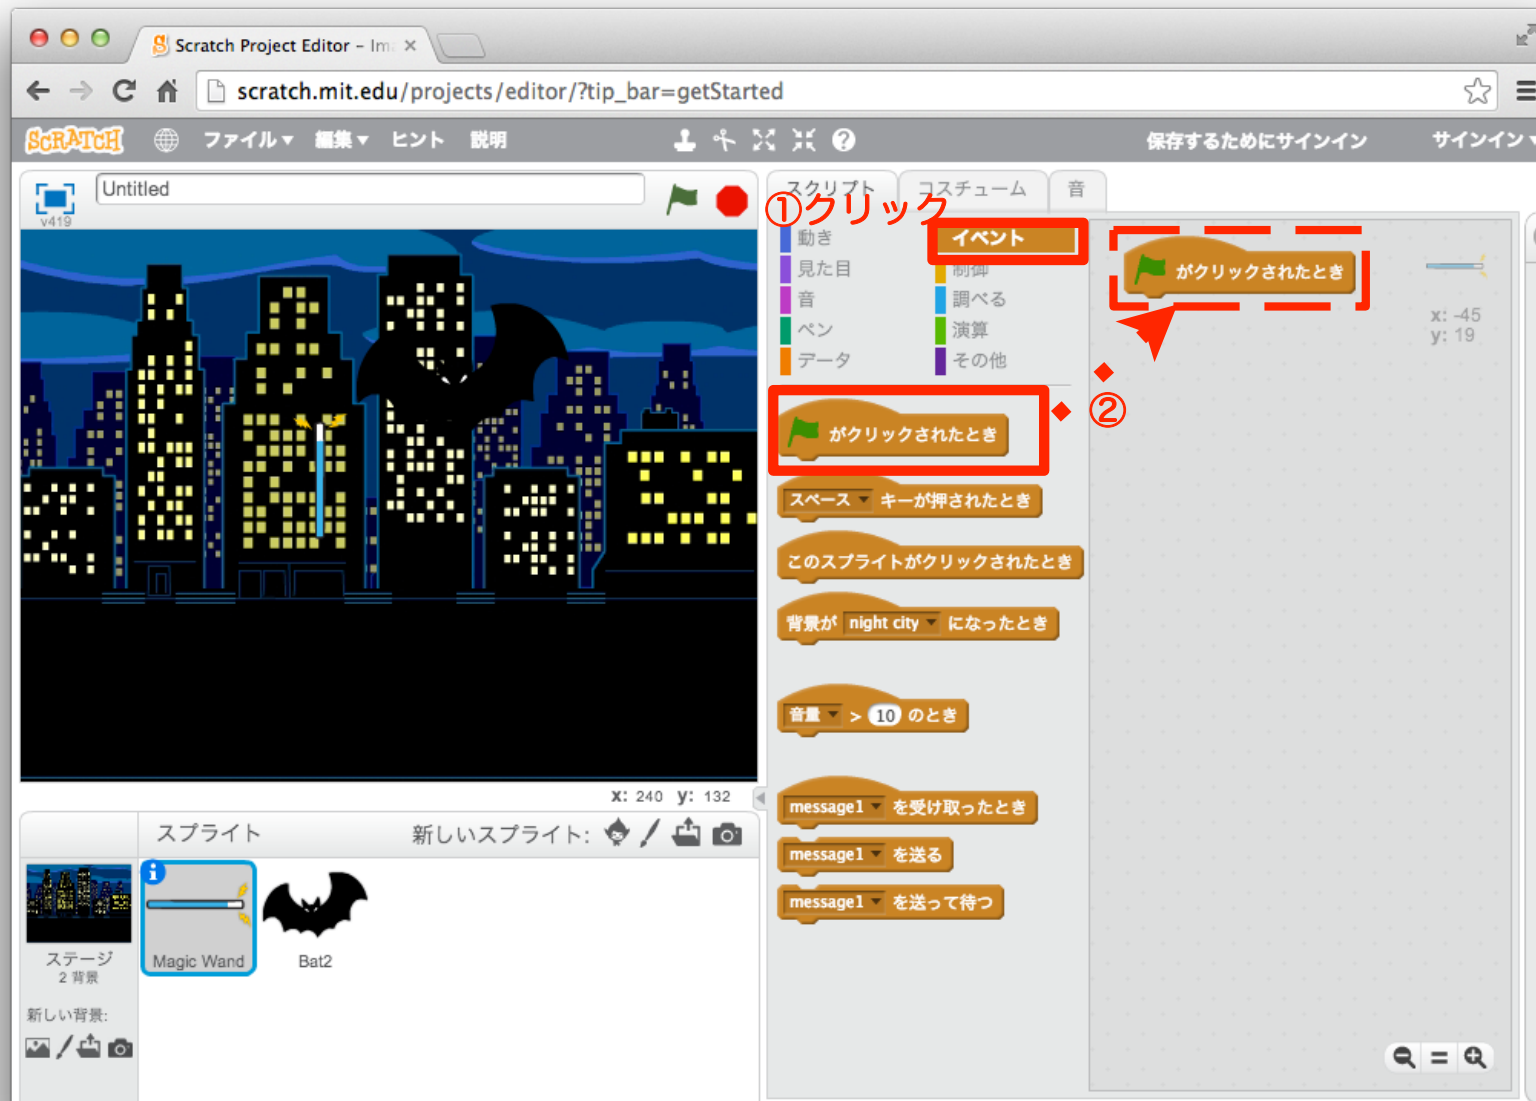 Scratch Project Editor – Im
scratch.mit.edu/projects/editor/?tip_bar=getStarted
SCRATCH ファイル▼ 編集▼ ヒント 説明 保存するためにサインイン サインイン
v419
Untitled
スクリプト コスチューム 音
①クリック
動き イベント
見た目 制御
音 調べる
ペン 演算
データ その他
がクリックされたとき
x: -45
y: 19
②
がクリックされたとき
スペース キーが押されたとき
このスプライトがクリックされたとき
背景が night city になったとき
音量 > 10 のとき
message1 を受け取ったとき
message1 を送る
message1 を送って待つ
x: 240 y: 132
スプライト 新しいスプライト:
ステージ
2 背景
新しい背景:
Magic Wand
Bat2